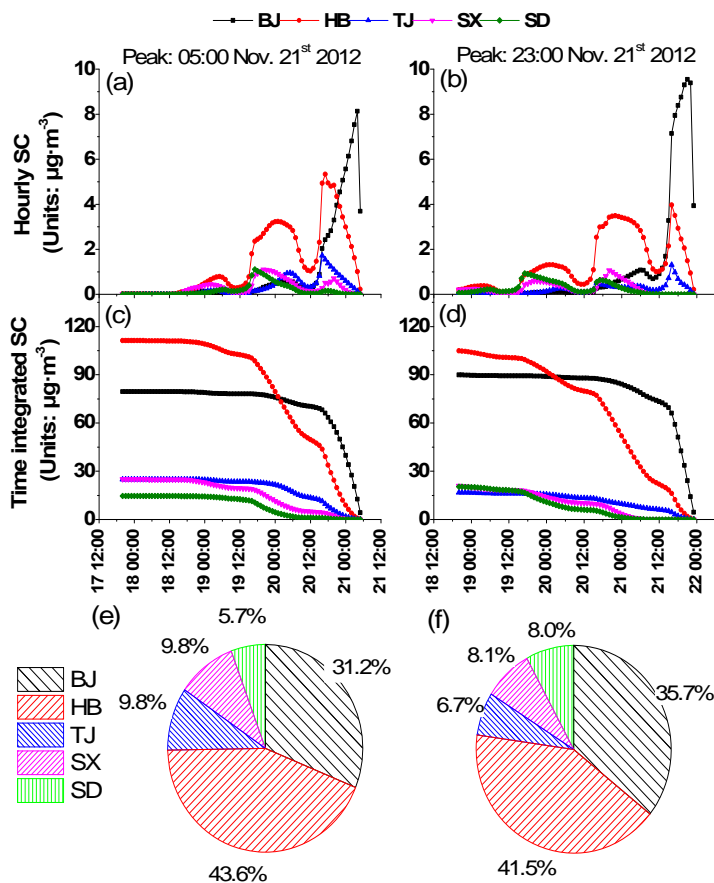 BJ HB TJ SX SD
Peak: 05:00 Nov. 21st 2012 Peak: 23:00 Nov. 21st 2012
(a) (b)
Hourly SC
(Units: µg·m-3)
10
8
6
4
2
0
(c) (d)
Time integrated SC
(Units: µg·m-3)
120
90
60
30
0
17 12:00 18 00:00 18 12:00 19 00:00 19 12:00 20 00:00 20 12:00 21 00:00 21 12:00
18 12:00 19 00:00 19 12:00 20 00:00 20 12:00 21 00:00 21 12:00 22 00:00
(e) (f)
5.7% 8.0%
9.8% 8.1%
31.2% 35.7%
9.8% 6.7%
43.6% 41.5%
BJ
HB
TJ
SX
SD